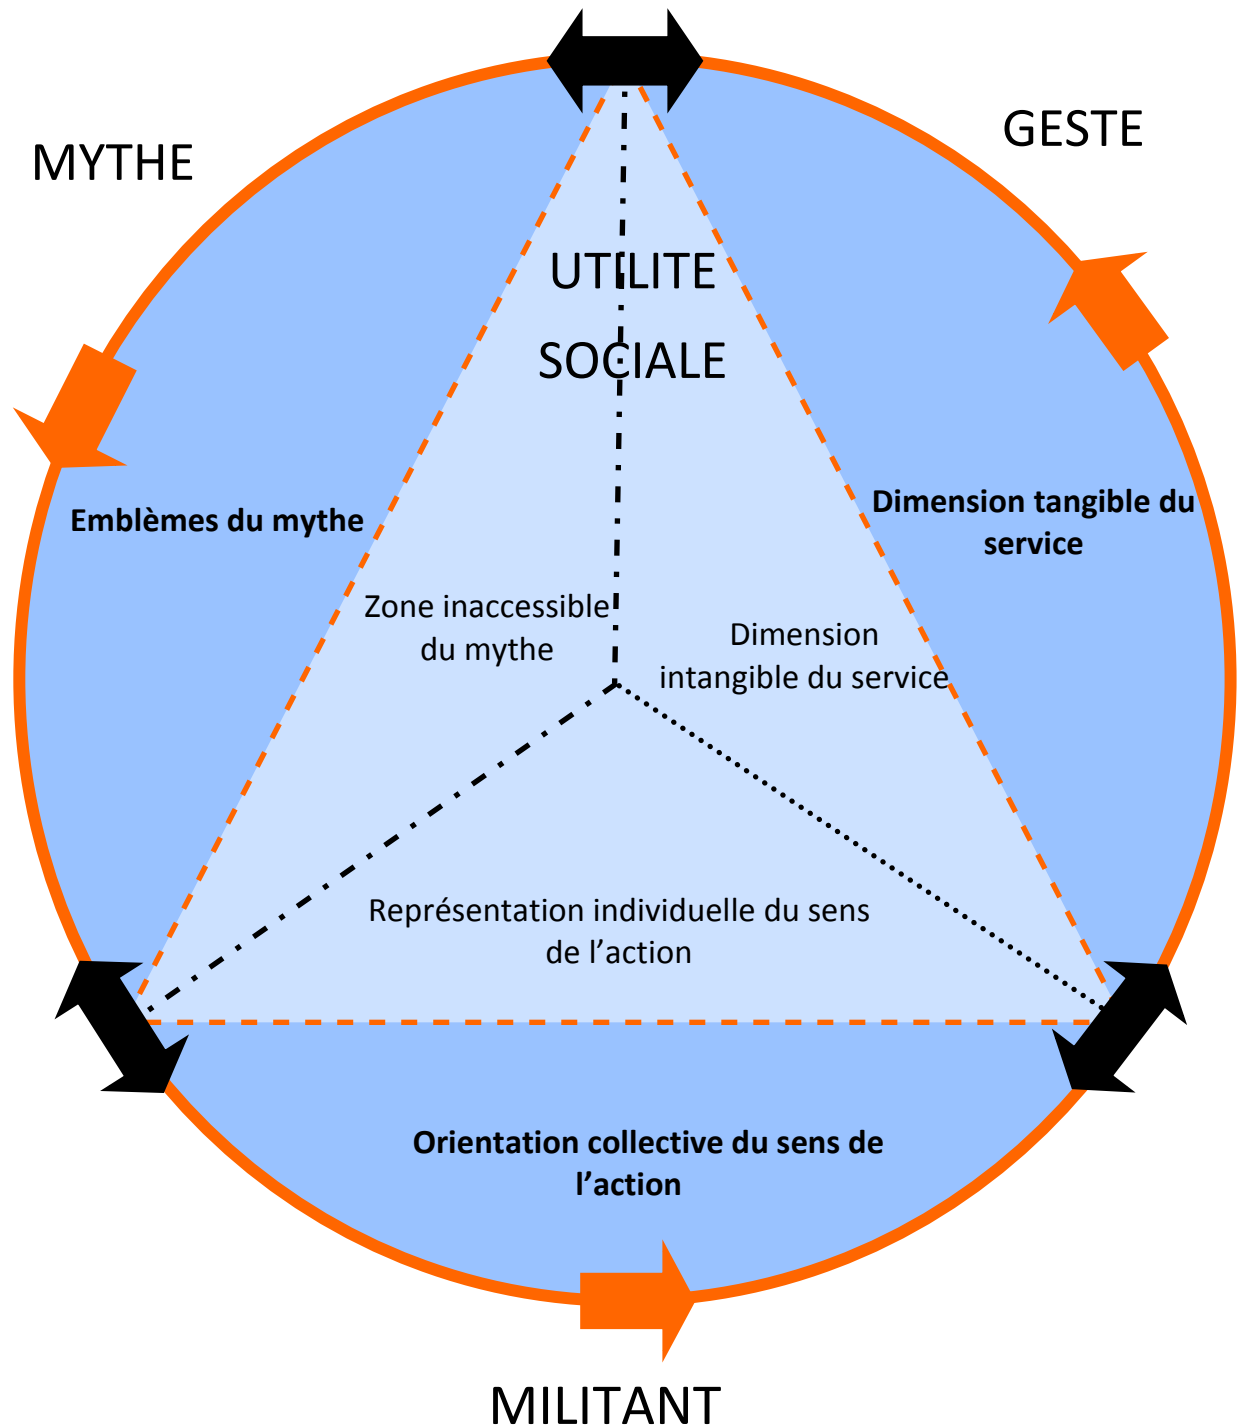 GESTE
MYTHE
UTILITE
SOCIALE
Emblèmes du mythe
Dimension tangible du
service
Zone inaccessible
du mythe
Dimension
intangible du service
Représentation individuelle du sens
de l’action
Orientation collective du sens de
l’action
MILITANT